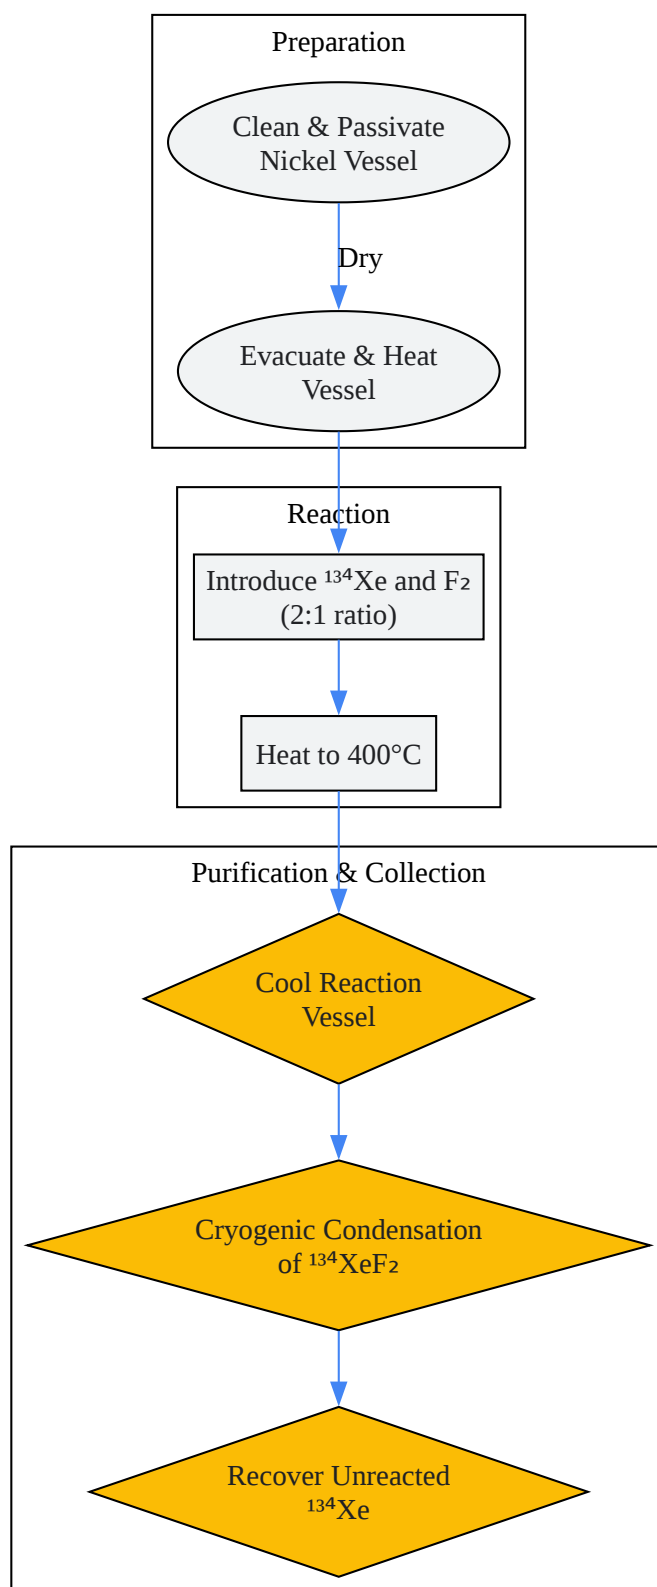 Preparation
Clean & Passivate
Nickel Vessel
Dry
Evacuate & Heat
Vessel
Reaction
Introduce ¹³⁴Xe and F₂
(2:1 ratio)
Heat to 400°C
Purification & Collection
Cool Reaction
Vessel
Cryogenic Condensation
of ¹³⁴XeF₂
Recover Unreacted
¹³⁴Xe